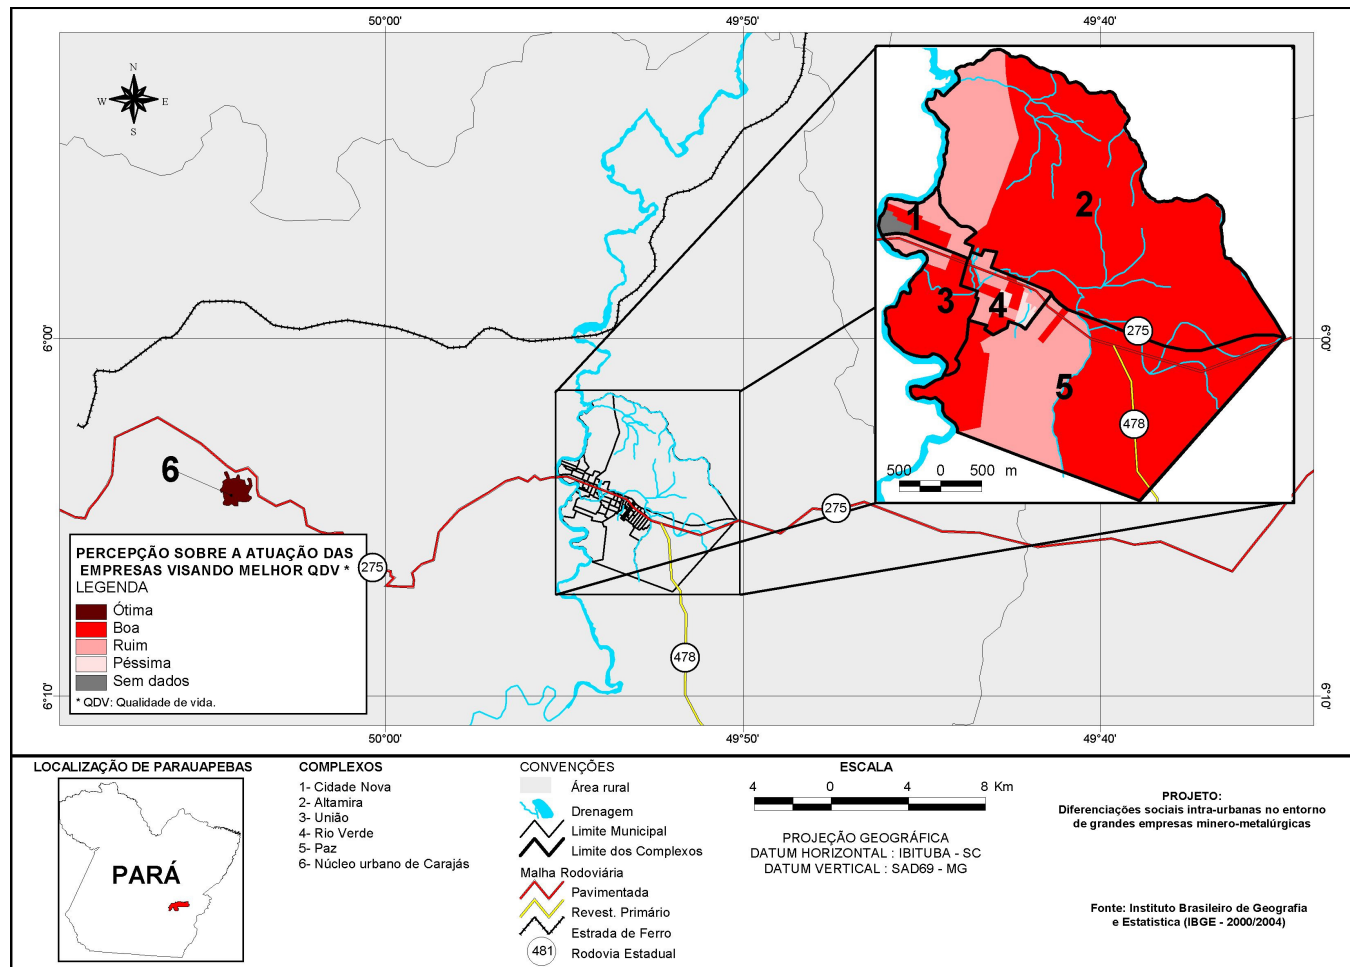 50°00'
49°50'
49°40'
N
W
E
S
1
2
3
4
5
275
478
500 0 500 m
6°00'
6°00'
6
275
275
478
PERCEPÇÃO SOBRE A ATUAÇÃO DAS
EMPRESAS VISANDO MELHOR QDV *
LEGENDA
Ótima
Boa
Ruim
Péssima
Sem dados
* QDV: Qualidade de vida.
6°10'
6°10'
50°00'
49°50'
49°40'
LOCALIZAÇÃO DE PARAUAPEBAS
PARÁ
COMPLEXOS
1- Cidade Nova
2- Altamira
3- União
4- Rio Verde
5- Paz
6- Núcleo urbano de Carajás
CONVENÇÕES
Área rural
Drenagem
Limite Municipal
Limite dos Complexos
Malha Rodoviária
Pavimentada
Revest. Primário
Estrada de Ferro
481 Rodovia Estadual
ESCALA
4 0 4 8 Km
PROJEÇÃO GEOGRÁFICA
DATUM HORIZONTAL : IBITUBA - SC
DATUM VERTICAL : SAD69 - MG
PROJETO:
Diferenciações sociais intra-urbanas no entorno
de grandes empresas minero-metalúrgicas
Fonte: Instituto Brasileiro de Geografia
e Estatistica (IBGE - 2000/2004)